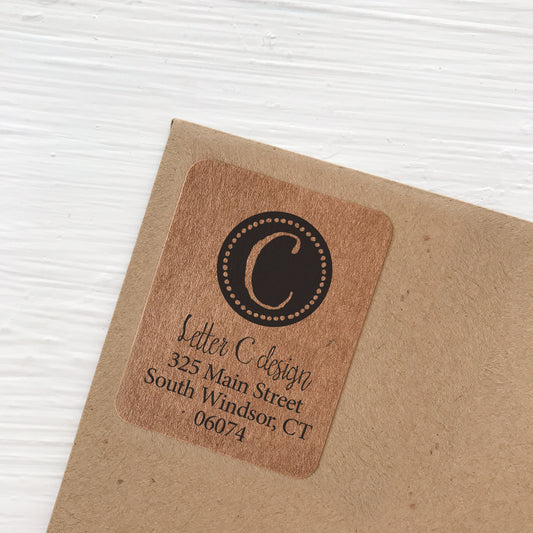 C
Letter C design
325 Main Street
South Windsor, CT
06074